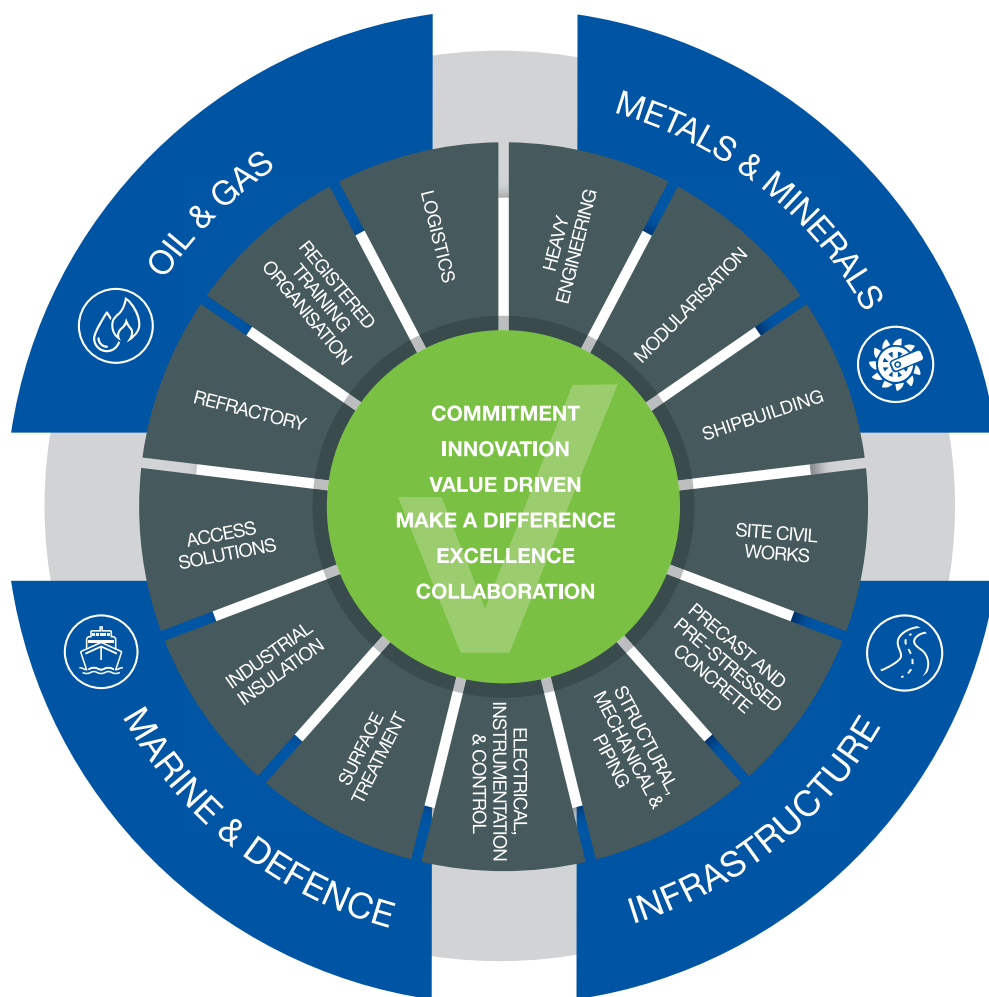 OIL & GAS
METALS & MINERALS
INFRASTRUCTURE
MARINE & DEFENCE
HEAVY
ENGINEERING
MODULARISATION
SHIPBUILDING
SITE CIVIL
WORKS
PRECAST AND
PRE-STRESSED
CONCRETE
STRUCTURAL,
MECHANICAL &
PIPING
ELECTRICAL,
INSTRUMENTATION
& CONTROL
SURFACE
TREATMENT
INDUSTRIAL
INSULATION
ACCESS
SOLUTIONS
REFRACTORY
REGISTERED
TRAINING
ORGANISATION
LOGISTICS
COMMITMENT
INNOVATION
VALUE DRIVEN
MAKE A DIFFERENCE
EXCELLENCE
COLLABORATION